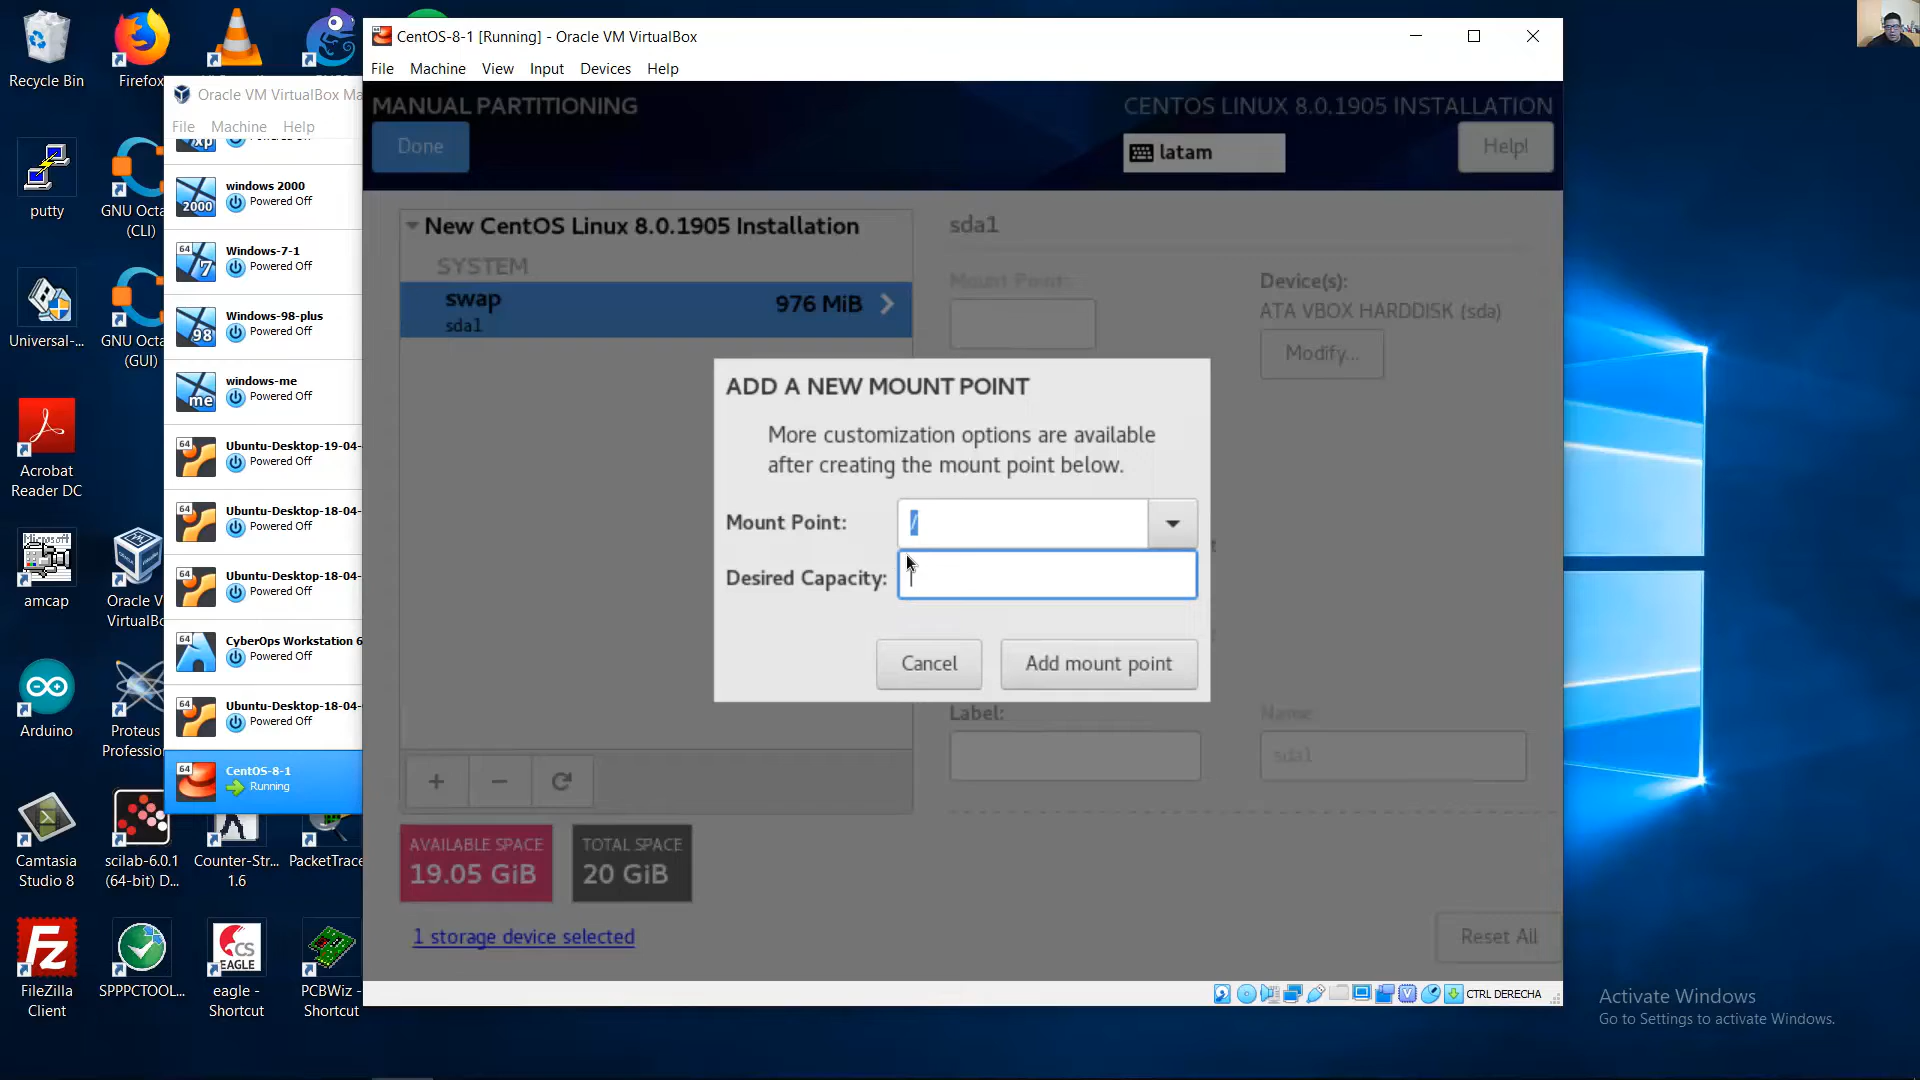 Recycle Bin
Firefox
putty
GNU Octa
(CLI)
Universal-...
GNU Octa
(GUI)
Acrobat
Reader DC
amcap
Oracle V
VirtualBo
Arduino
Proteus
Profession
Camtasia
Studio 8
scilab-6.0.1
(64-bit) D...
Counter-Str...
1.6
PacketTrace
FileZilla
Client
SPPPCTOOL...
eagle -
Shortcut
PCBWiz -
Shortcut
Oracle VM VirtualBox Ma
File Machine Help
Powered Off
windows 2000
Powered Off
Windows-7-1
Powered Off
Windows-98-plus
Powered Off
windows-me
Powered Off
Ubuntu-Desktop-19-04-
Powered Off
Ubuntu-Desktop-18-04-
Powered Off
Ubuntu-Desktop-18-04-
Powered Off
CyberOps Workstation 6
Powered Off
Ubuntu-Desktop-18-04-
Powered Off
CentOS-8-1
Running
CentOS-8-1 [Running] - Oracle VM VirtualBox
File Machine View Input Devices Help
MANUAL PARTITIONING
CENTOS LINUX 8.0.1905 INSTALLATION
Done
latam
Help!
New CentOS Linux 8.0.1905 Installation
SYSTEM
swap
976 MiB
sda1
sda1
Mount Point:
Device(s):
ATA VBOX HARDDISK (sda)
Modify...
ADD A NEW MOUNT POINT
More customization options are available
after creating the mount point below.
Mount Point:
/
Desired Capacity:
Cancel
Add mount point
Label:
Name:
sda1
+ −
AVAILABLE SPACE
19.05 GiB
TOTAL SPACE
20 GiB
1 storage device selected
Reset All
CTRL DERECHA
Activate Windows
Go to Settings to activate Windows.